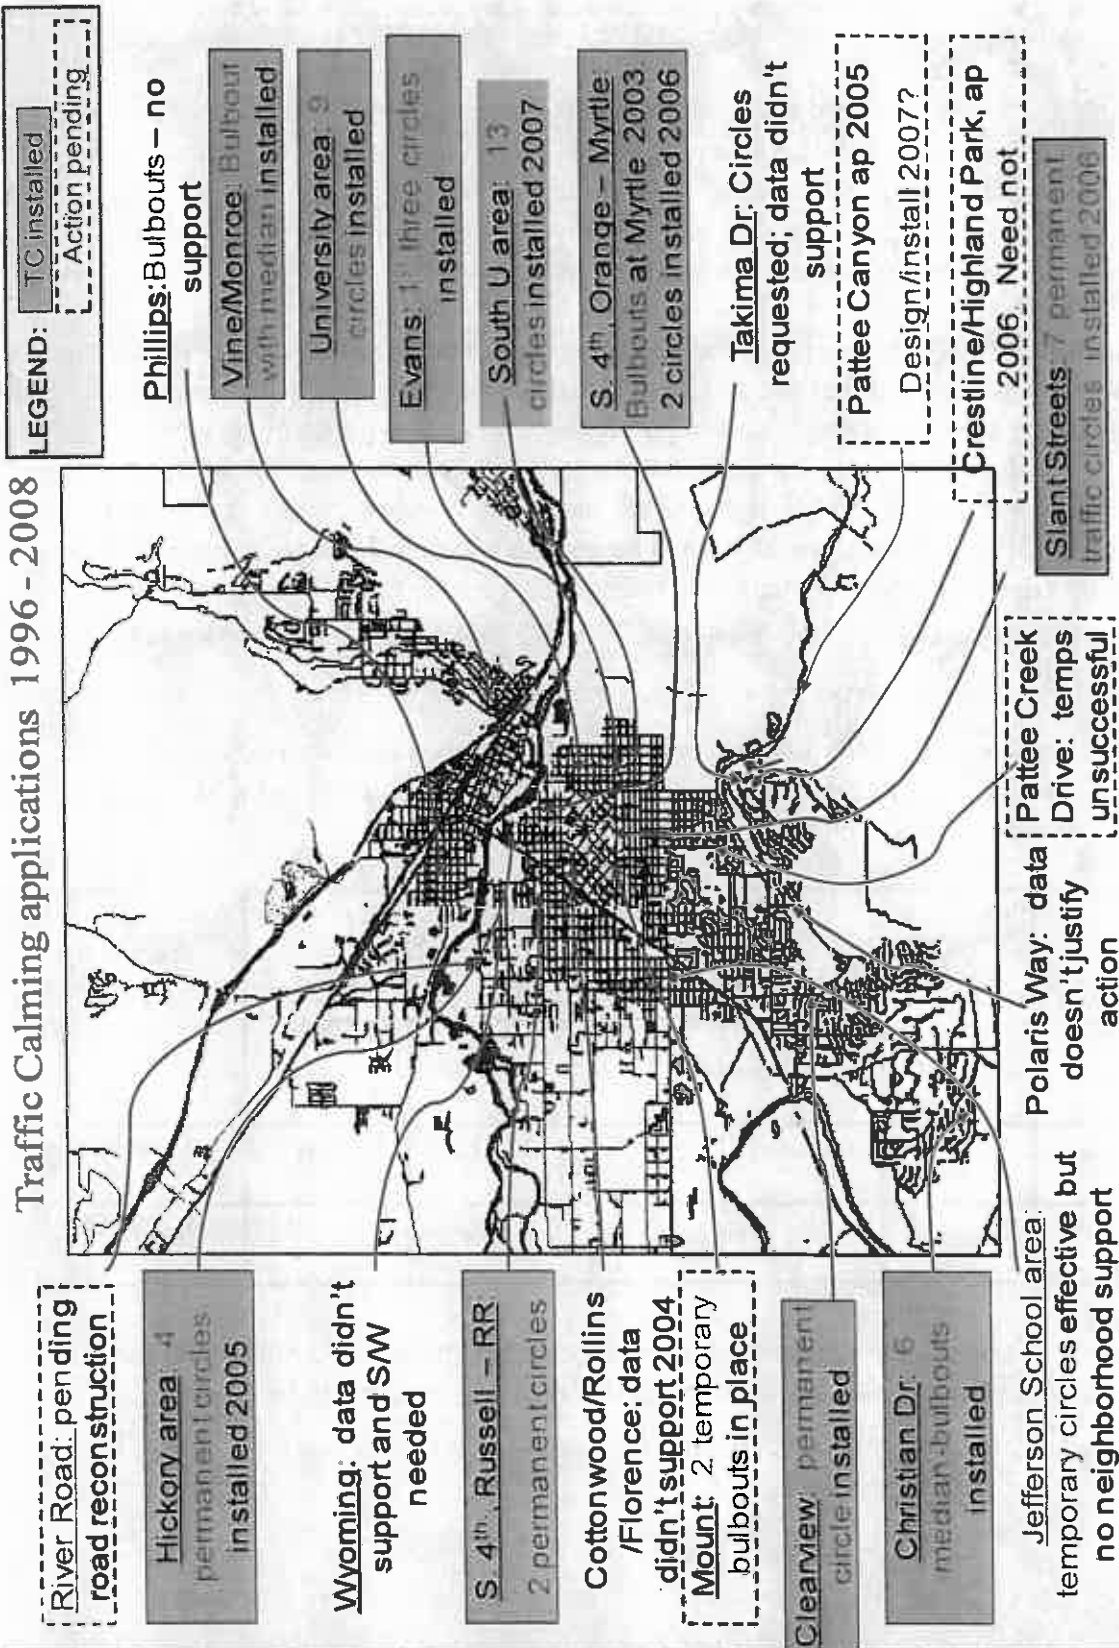 Traffic Calming applications 1996 - 2008
LEGEND: TC installed
Action pending
River Road: pending
road reconstruction
Hickory area: 4
permanent circles
installed 2005
Wyoming: data didn't
support and S/W
needed
S 4th, Russell – RR
2 permanent circles
Cottonwood/Rollins
/Florence: data
didn't support 2004
Mount: 2 temporary
bulbouts in place
Clearview: permanent
circle installed
Christian Dr: 6
median-bulbouts
installed
Jefferson School area:
temporary circles effective but
no neighborhood support
Polaris Way: data
doesn't justify
action
Pattee Creek
Drive: temps
unsuccessful
Phillips: Bulbouts – no
support
Vine/Monroe: Bulbout
with median installed
University area: 9
circles installed
Evans: 1st three circles
installed
South U area: 13
circles installed 2007
S. 4th, Orange – Myrtle:
Bulbouts at Myrtle 2003
2 circles installed 2006
Takima Dr: Circles
requested; data didn't
support
Pattee Canyon ap 2005
Design/install 2007?
Crestline/Highland Park, ap
2006. Need not
Slant Streets: 7 permanent
traffic circles installed 2006